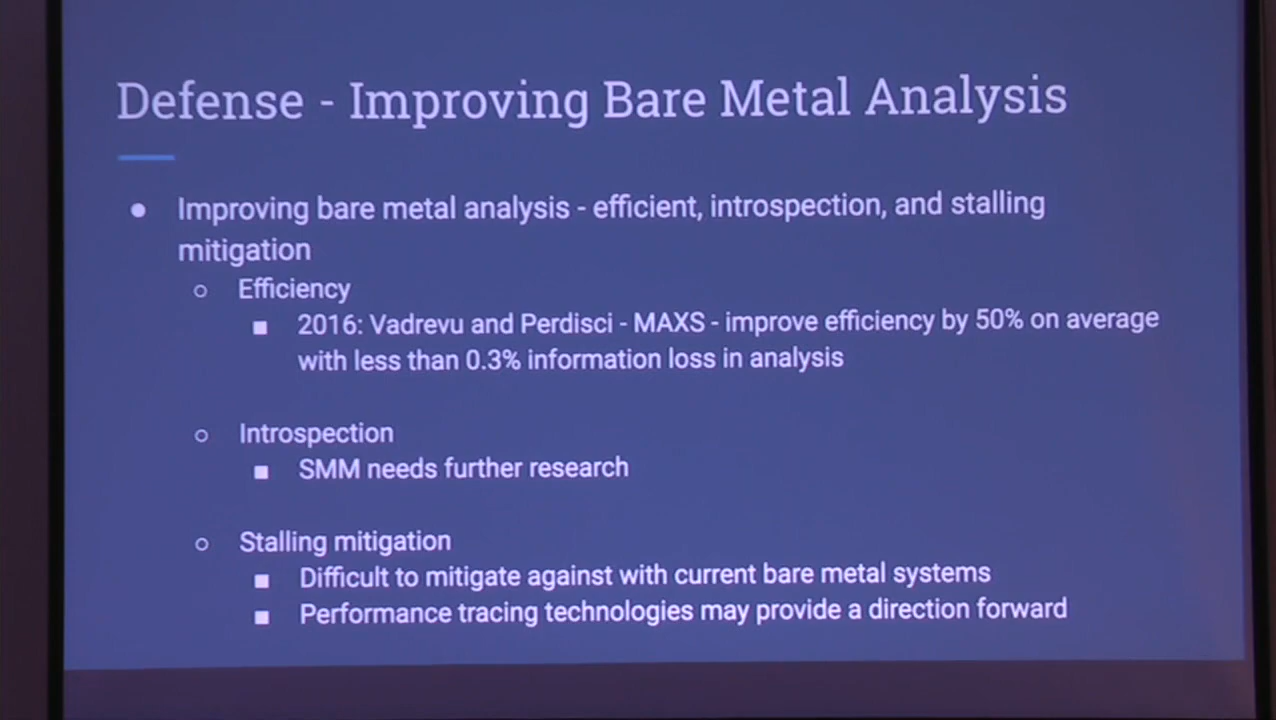 Defense - Improving Bare Metal Analysis
● Improving bare metal analysis - efficient, introspection, and stalling
mitigation
○ Efficiency
■ 2016: Vadrevu and Perdisci - MAXS - improve efficiency by 50% on average
with less than 0.3% information loss in analysis
○ Introspection
■ SMM needs further research
○ Stalling mitigation
■ Difficult to mitigate against with current bare metal systems
■ Performance tracing technologies may provide a direction forward